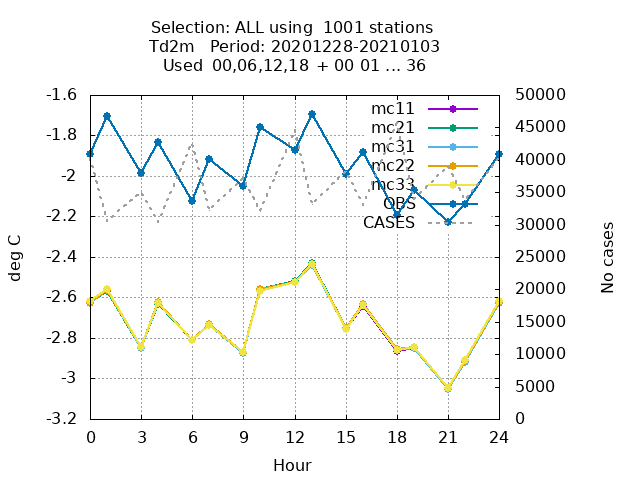 Selection: ALL using  1001 stations
Td2m   Period: 20201228-20210103
Used  00,06,12,18 + 00 01 ... 36
-1.6
-1.8
-2
-2.2
-2.4
-2.6
-2.8
-3
-3.2
50000
45000
40000
35000
30000
25000
20000
15000
10000
5000
0
mc11
mc21
mc31
mc22
mc33
OBS
CASES
deg C
No cases
0 3 6 9 12 15 18 21 24
Hour